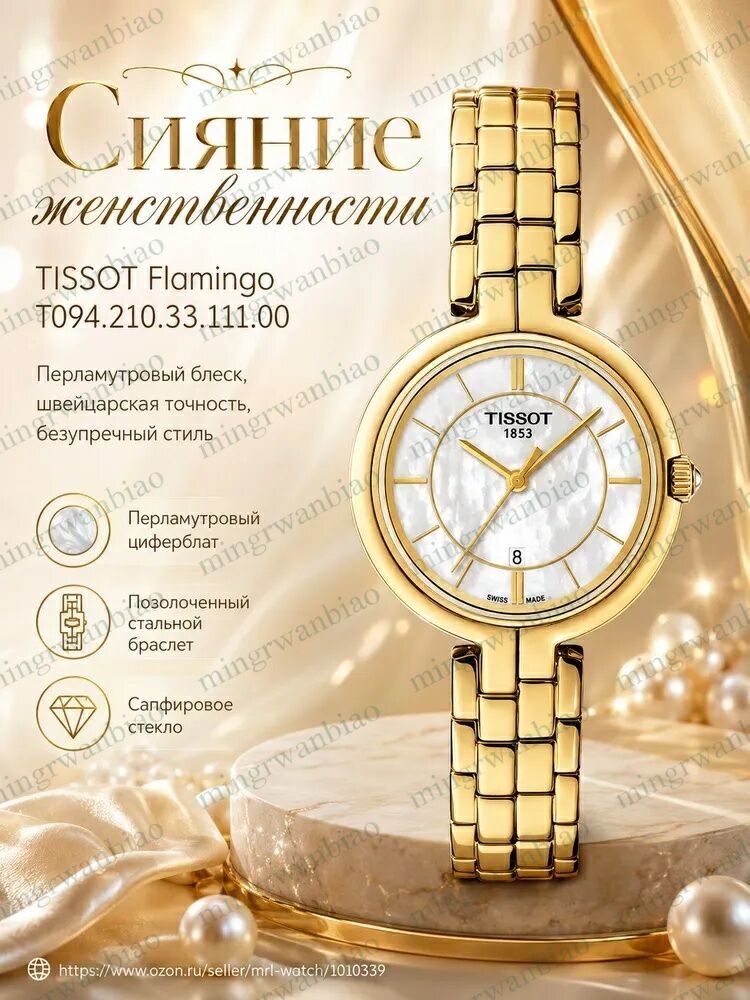 Сияние
женственности
TISSOT Flamingo
T094.210.33.111.00
Перламутровый блеск,
швейцарская точность,
безупречный стиль
TISSOT
1853
8
SWISS MADE
Перламутровый
циферблат
Позолоченный
стальной
браслет
Сапфировое
стекло
https://www.ozon.ru/seller/mrl-watch/1010339
mingrwanbiao